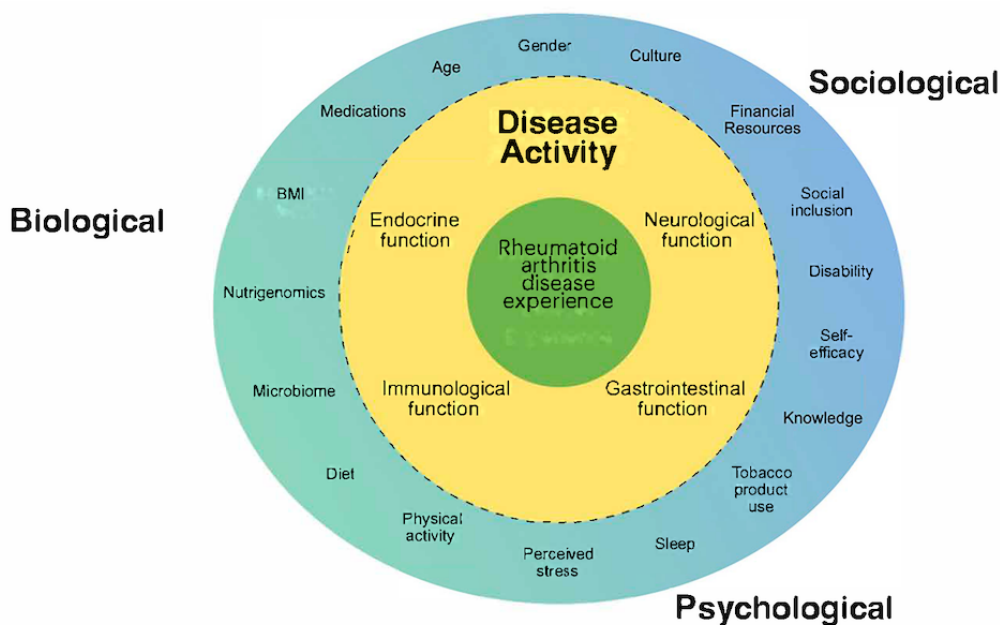 Biological
Sociological
Psychological
Gender
Culture
Financial
Resources
Social
inclusion
Disability
Self-
efficacy
Knowledge
Tobacco
product
use
Sleep
Perceived
stress
Physical
activity
Diet
Microbiome
Nutrigenomics
BMI
Medications
Age
Disease
Activity
Endocrine
function
Neurological
function
Immunological
function
Gastrointestinal
function
Rheumatoid
arthritis
disease
experience